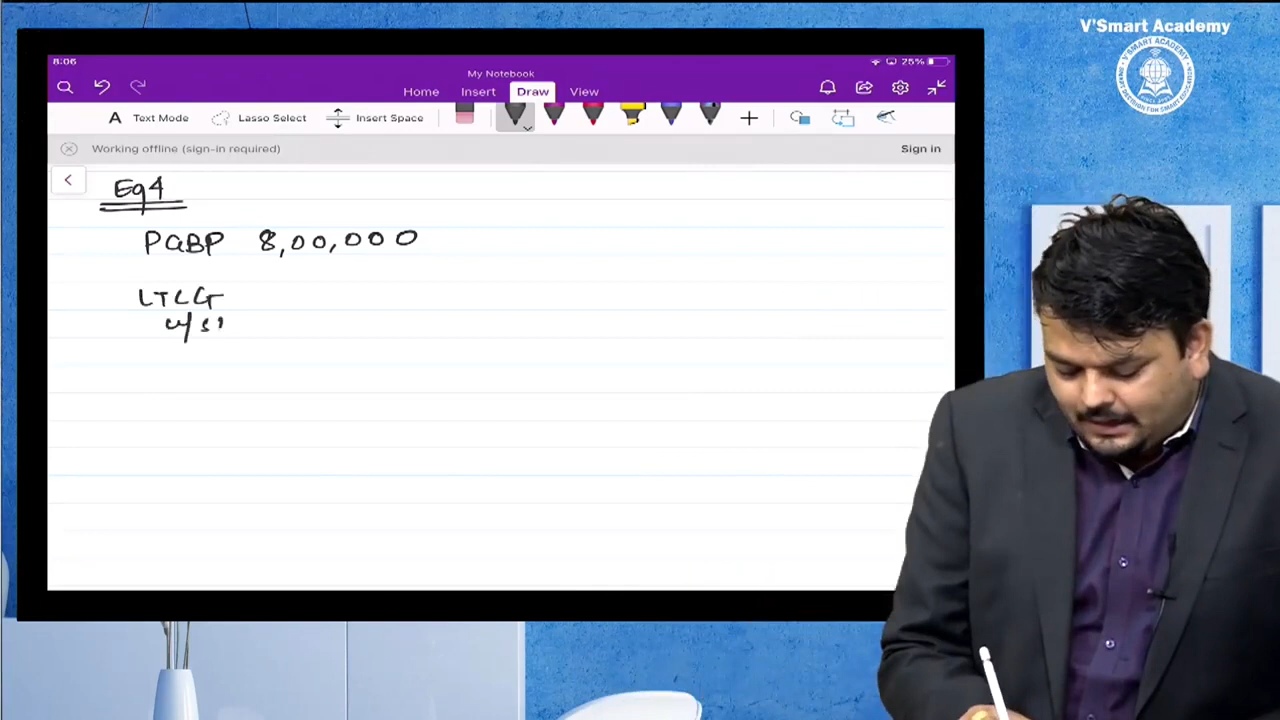 V'Smart Academy
8:06
25%
My Notebook
Home Insert Draw View
A Text Mode Lasso Select Insert Space
Working offline (sign-in required) Sign in
Eg4
PGBP 8,00,000
LTCG
u/s